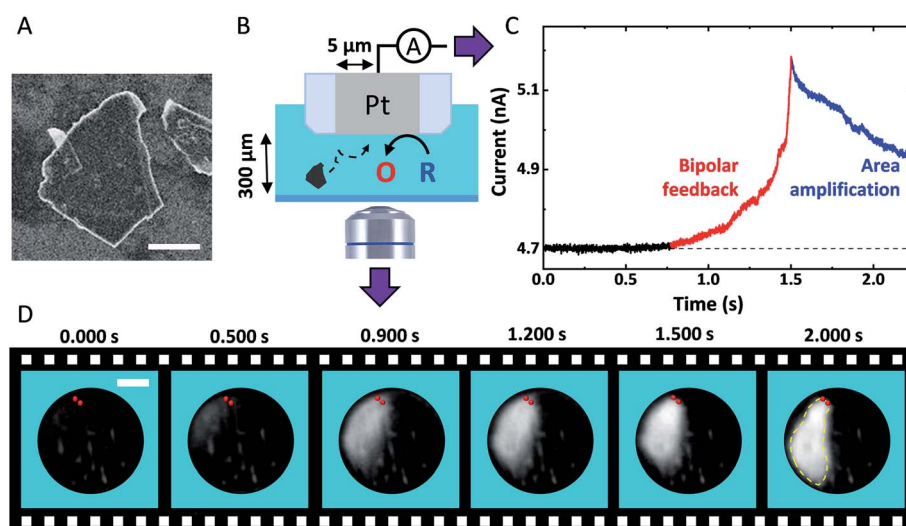 A
B
C
5 μm
A
Pt
300 μm
O
R
Current (nA)
5.1
4.9
4.7
Bipolar
feedback
Area
amplification
0.0
0.5
1.0
1.5
2.0
Time (s)
D
0.000 s
0.500 s
0.900 s
1.200 s
1.500 s
2.000 s